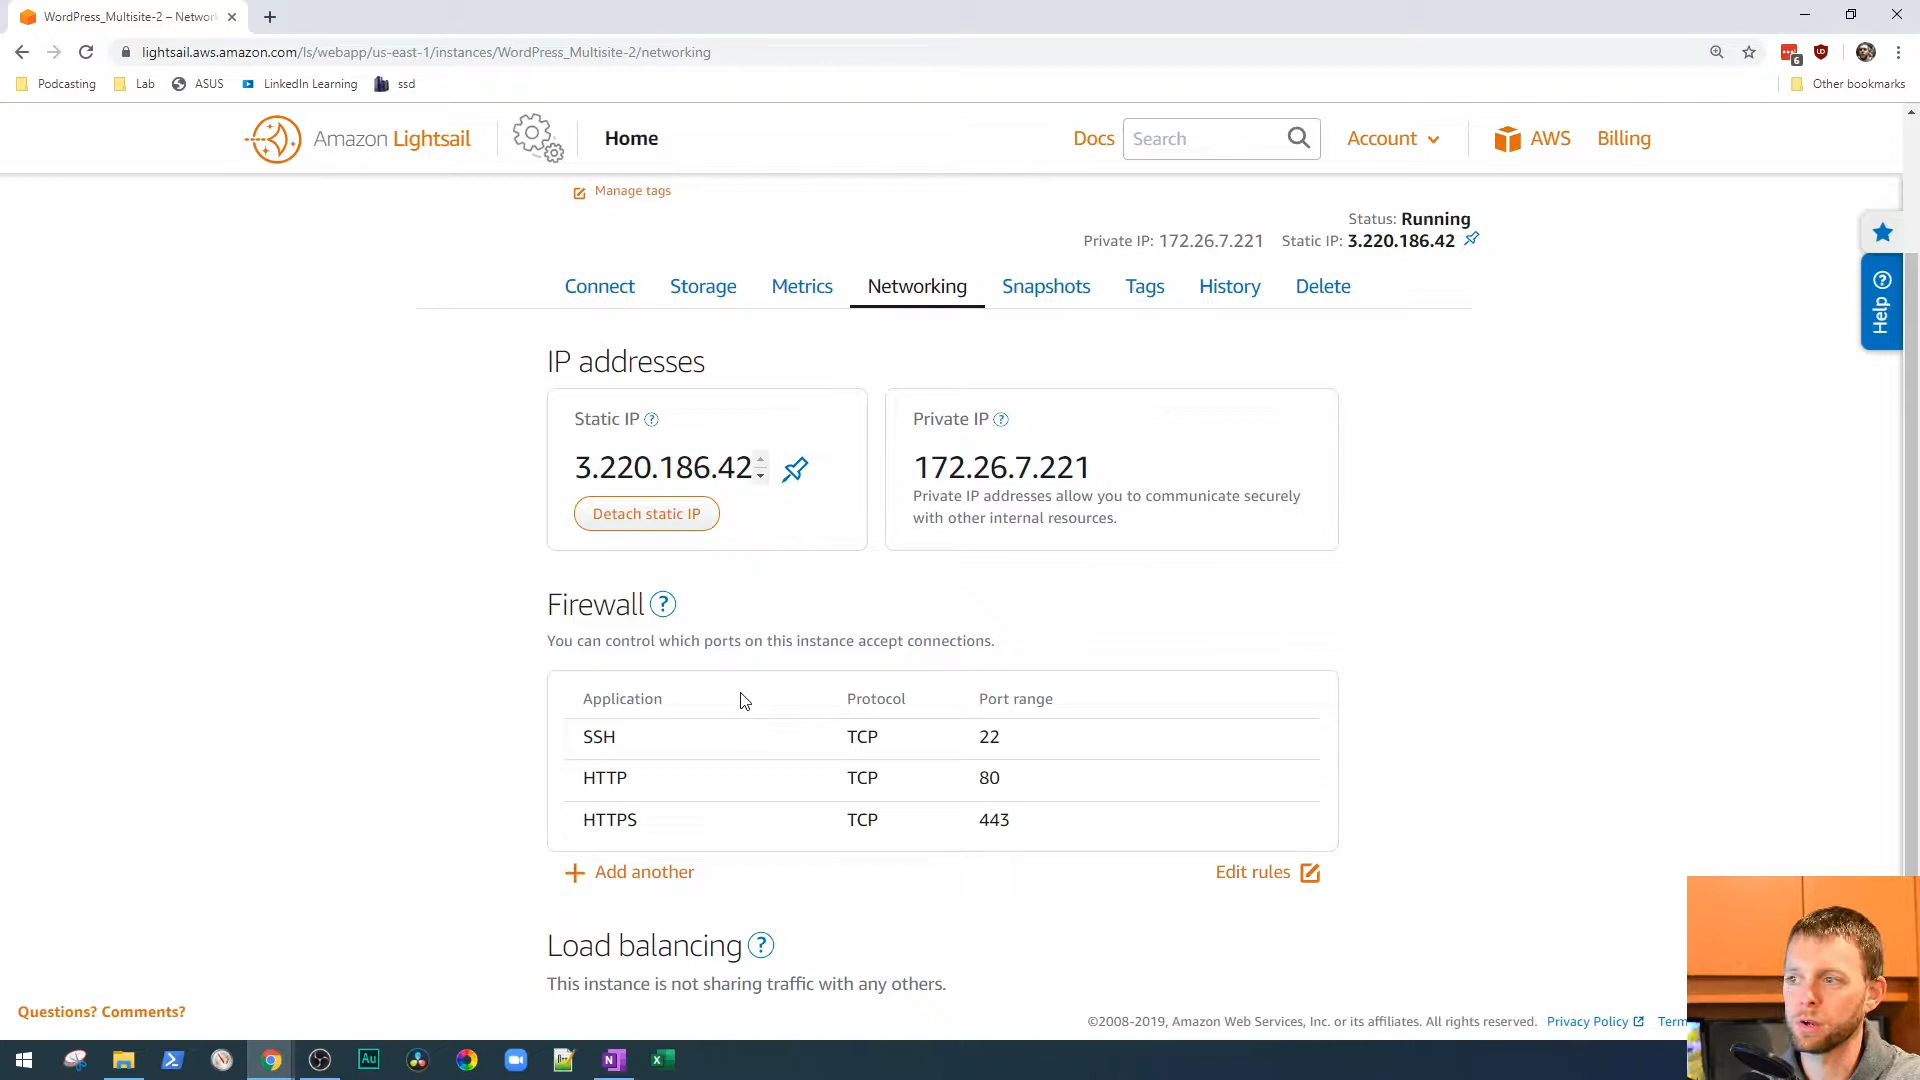 WordPress_Multisite-2 – Networ
lightsail.aws.amazon.com/ls/webapp/us-east-1/instances/WordPress_Multisite-2/networking
6
Podcasting Lab ASUS LinkedIn Learning ssd Other bookmarks
Amazon Lightsail Home Docs Search Account AWS Billing
Manage tags
Status: Running
Private IP: 172.26.7.221 Static IP: 3.220.186.42
Connect Storage Metrics Networking Snapshots Tags History Delete
? Help
IP addresses
Static IP ? Private IP ?
3.220.186.42 172.26.7.221
Private IP addresses allow you to communicate securely
with other internal resources.
Detach static IP
Firewall ?
You can control which ports on this instance accept connections.
Application Protocol Port range
SSH TCP 22
HTTP TCP 80
HTTPS TCP 443
+ Add another Edit rules
Load balancing ?
This instance is not sharing traffic with any others.
Questions? Comments?
©2008-2019, Amazon Web Services, Inc. or its affiliates. All rights reserved. Privacy Policy Term
Au N X